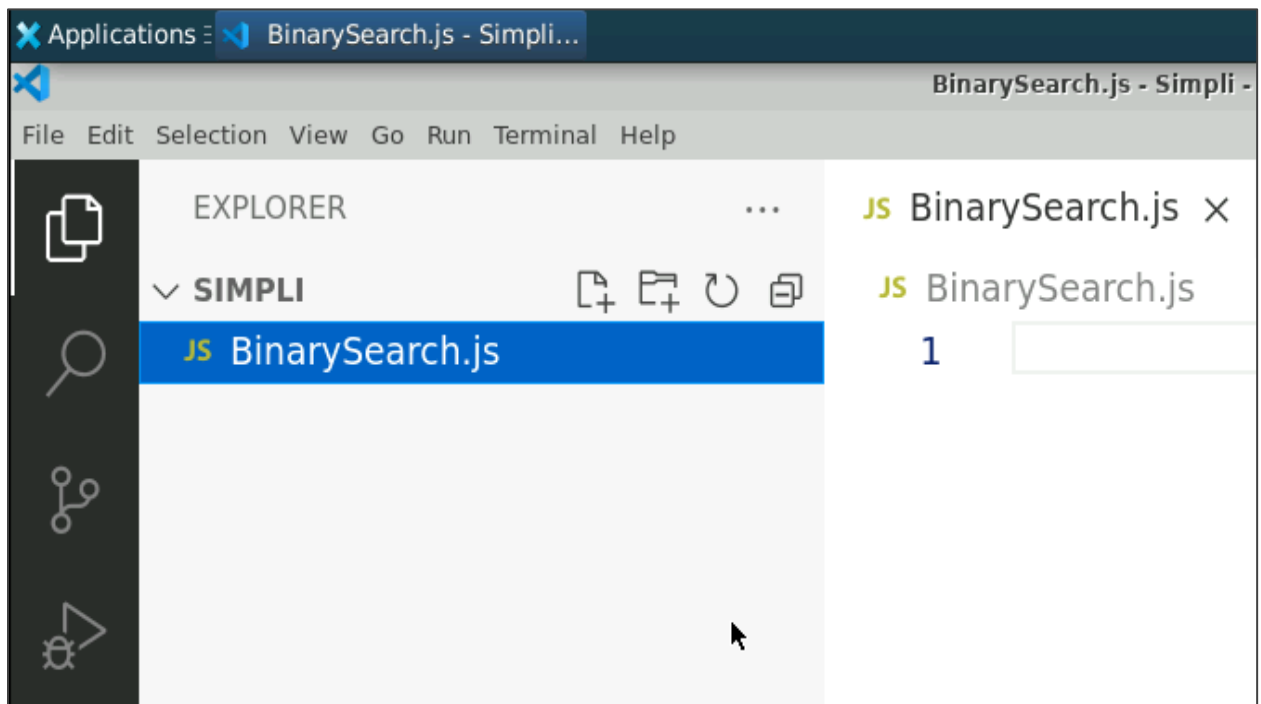 Applications BinarySearch.js - Simpli...
BinarySearch.js - Simpli -
File Edit Selection View Go Run Terminal Help
EXPLORER
JS BinarySearch.js
SIMPLI
JS BinarySearch.js
JS BinarySearch.js
1